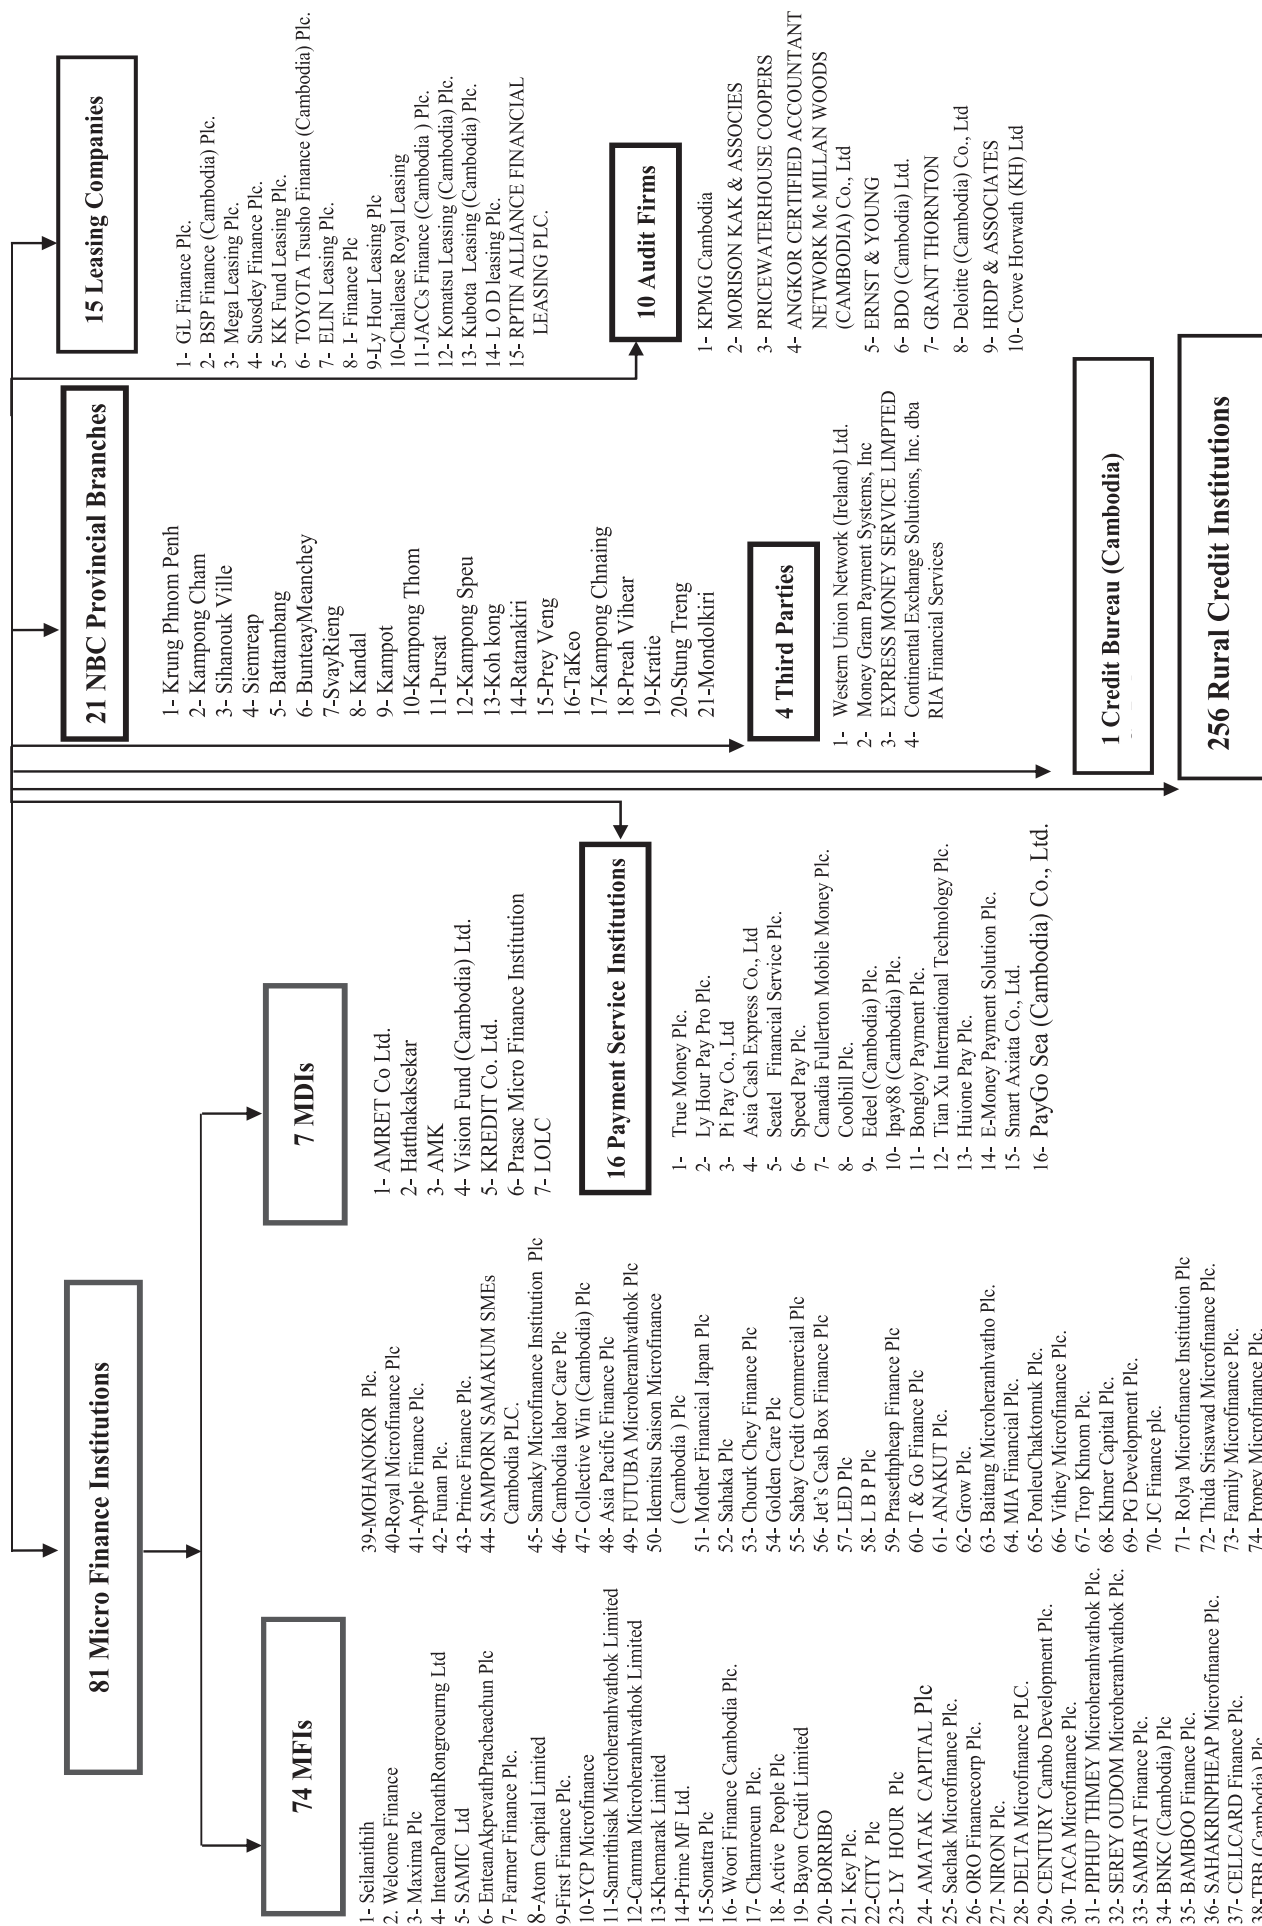 81 Micro Finance Institutions
74 MFIs
1- Seilanithih
2. Welcome Finance
3- Maxima Plc
4- InteanPoalroathRongroeurng Ltd
5- SAMIC Ltd
6- EnteanAkpevathPracheachun Plc
7- Farmer Finance Plc.
8-Atom Capital Limited
9-First Finance Plc.
10-YCP Microfinance
11-Samrithisak Microheranhvathok Limited
12-Camma Microheranhvathok Limited
13-Khemarak Limited
14-Prime MF Ltd.
15-Sonatra Plc
16- Woori Finance Cambodia Plc.
17- Chamroeun Plc.
18- Active People Plc
19- Bayon Credit Limited
20- BORRIBO
21- Key Plc.
22-CITY Plc
23- LY HOUR Plc
24- AMATAK CAPITAL Plc
25- Sachak Microfinance Plc.
26- ORO Financecorp Plc.
27- NIRON Plc.
28- DELTA Microfinance PLC.
29- CENTURY Cambo Development Plc.
30- TACA Microfinance Plc.
31- PIPHUP THMEY Microheranhvathok Plc.
32- SEREY OUDOM Microheranhvathok Plc.
33- SAMBAT Finance Plc.
34- BNKC (Cambodia) Plc
35- BAMBOO Finance Plc.
36- SAHAKRINPHEAP Microfinance Plc.
37- CELLCARD Finance Plc.
38-TBB (Cambodia) Plc
39-MOHANOKOR Plc.
40-Royal Microfinance Plc
41-Apple Finance Plc.
42- Funan Plc.
43- Prince Finance Plc.
44- SAMPORN SAMAKUM SMEs
Cambodia PLC.
45- Samaky Microfinance Institution Plc
46- Cambodia labor Care Plc
47- Collective Win (Cambodia) Plc
48- Asia Pacific Finance Plc
49- FUTUBA Microheranhvathok Plc
50- Idemitsu Saison Microfinance
(Cambodia ) Plc
51- Mother Financial Japan Plc
52- Sahaka Plc
53- Chourk Chey Finance Plc
54- Golden Care Plc
55- Sabay Credit Commercial Plc
56- Jet's Cash Box Finance Plc
57- LED Plc
58- L B P Plc
59- Prasethpheap Finance Plc
60- T & Go Finance Plc
61- ANAKUT Plc.
62- Grow Plc.
63- Baitang Microheranhvatho Plc.
64. MIA Financial Plc.
65- PonleuChaktomuk Plc.
66- Vithey Microfinance Plc.
67- Trop Khnom Plc.
68- Khmer Capital Plc.
69- PG Development Plc.
70- JC Finance plc.
71- Rolya Microfinance Institution Plc
72- Thida Srisawad Microfinance Plc.
73- Family Microfinance Plc.
74- Propey Microfinance Plc.
7 MDIs
1- AMRET Co Ltd.
2- Hatthakaksekar
3- AMK
4- Vision Fund (Cambodia) Ltd.
5- KREDIT Co. Ltd.
6- Prasac Micro Finance Institution
7- LOLC
16 Payment Service Institutions
1- True Money Plc.
2- Ly Hour Pay Pro Plc.
3- Pi Pay Co., Ltd
4- Asia Cash Express Co., Ltd
5- Seatel Financial Service Plc.
6- Speed Pay Plc.
7- Canadia Fullerton Mobile Money Plc.
8- Coolbill Plc.
9- Edeel (Cambodia) Plc.
10- Ipay88 (Cambodia) Plc.
11- Bongloy Payment Plc.
12- Tian Xu International Technology Plc.
13- Huione Pay Plc.
14- E-Money Payment Solution Plc.
15- Smart Axiata Co., Ltd.
16- PayGo Sea (Cambodia) Co., Ltd.
21 NBC Provincial Branches
1- Krung Phnom Penh
2- Kampong Cham
3- Sihanouk Ville
4- Siemreap
5- Battambang
6- BunteayMeanchey
7-SvayRieng
8- Kandal
9- Kampot
10-Kampong Thom
11-Pursat
12-Kampong Speu
13-Koh kong
14-Ratanakiri
15-Prey Veng
16-TaKeo
17-Kampong Chnaing
18-Preah Vihear
19-Kratie
20-Stung Treng
21-Mondolkiri
4 Third Parties
1- Western Union Network (Ireland) Ltd.
2- Money Gram Payment Systems, Inc
3- EXPRESS MONEY SERVICE LIMPTED
4- Continental Exchange Solutions, Inc. dba
RIA Financial Services
15 Leasing Companies
1- GL Finance Plc.
2- BSP Finance (Cambodia) Plc.
3- Mega Leasing Plc.
4- Suosdey Finance Plc.
5- KK Fund Leasing Plc.
6- TOYOTA Tsusho Finance (Cambodia) Plc.
7- ELIN Leasing Plc.
8- I- Finance Plc
9-Ly Hour Leasing Plc
10-Chailease Royal Leasing
11-JACCs Finance (Cambodia ) Plc.
12- Komatsu Leasing (Cambodia) Plc.
13- Kubota Leasing (Cambodia) Plc.
14- L O D leasing Plc.
15- RPTIN ALLIANCE FINANCIAL
LEASING PLC.
10 Audit Firms
1- KPMG Cambodia
2- MORISON KAK & ASSOCIES
3- PRICEWATERHOUSE COOPERS
4- ANGKOR CERTIFIED ACCOUNTANT
NETWORK Mc MILLAN WOODS
(CAMBODIA) Co., Ltd
5- ERNST & YOUNG
6- BDO (Cambodia) Ltd.
7- GRANT THORNTON
8- Deloitte (Cambodia) Co., Ltd
9- HRDP & ASSOCIATES
10- Crowe Horwath (KH) Ltd
1 Credit Bureau (Cambodia)
256 Rural Credit Institutions